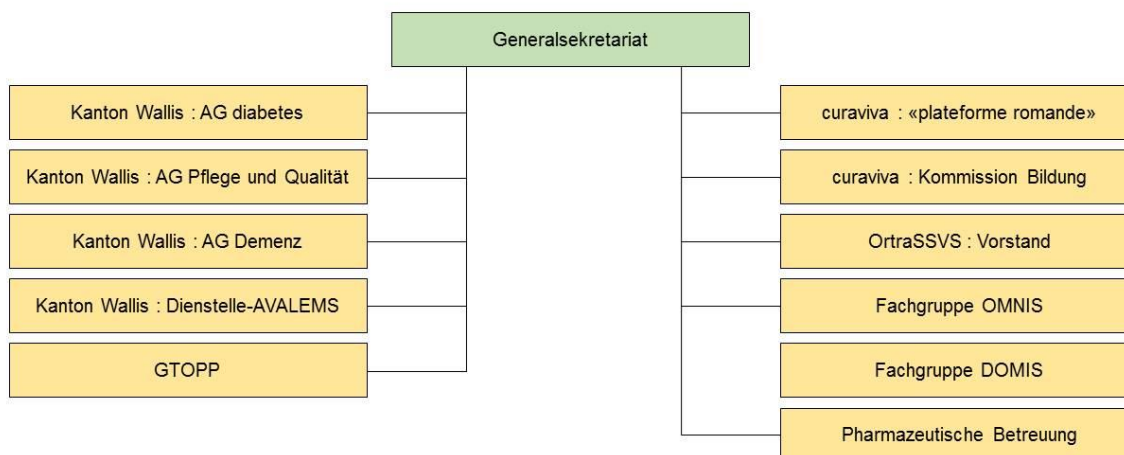 Generalsekretariat
Kanton Wallis : AG diabetes
Kanton Wallis : AG Pflege und Qualität
Kanton Wallis : AG Demenz
Kanton Wallis : Dienstelle-AVALEMS
GTOPP
curaviva : «plateforme romande»
curaviva : Kommission Bildung
OrtraSSVS : Vorstand
Fachgruppe OMNIS
Fachgruppe DOMIS
Pharmazeutische Betreuung